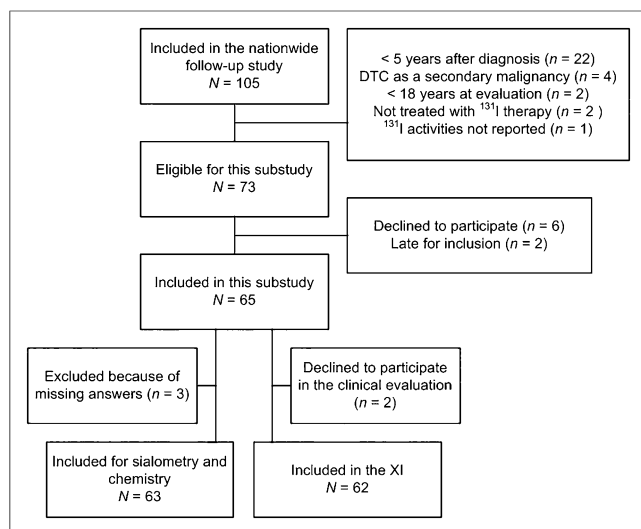 Included in the nationwide
follow-up study
N = 105
< 5 years after diagnosis (n = 22)
DTC as a secondary malignancy (n = 4)
< 18 years at evaluation (n = 2)
Not treated with ¹³¹I therapy (n = 2 )
¹³¹I activities not reported (n = 1)
Eligible for this substudy
N = 73
Declined to participate (n = 6)
Late for inclusion (n = 2)
Included in this substudy
N = 65
Excluded because of
missing answers (n = 3)
Declined to participate
in the clinical evaluation
(n = 2)
Included for sialometry and
chemistry
N = 63
Included in the XI
N = 62